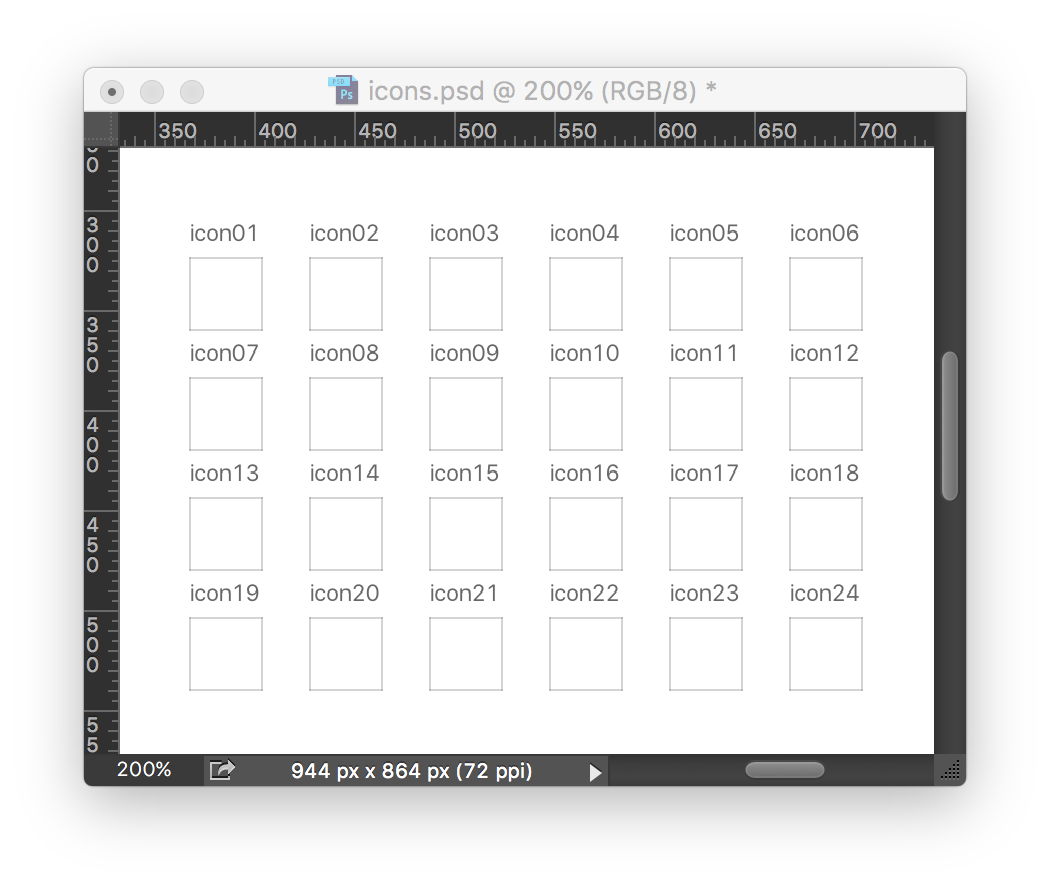 PSD
Ps
icons.psd @ 200% (RGB/8) *
350 400 450 500 550 600 650 700
0
300
350
400
450
500
55
icon01 icon02 icon03 icon04 icon05 icon06
icon07 icon08 icon09 icon10 icon11 icon12
icon13 icon14 icon15 icon16 icon17 icon18
icon19 icon20 icon21 icon22 icon23 icon24
200% 944 px x 864 px (72 ppi)